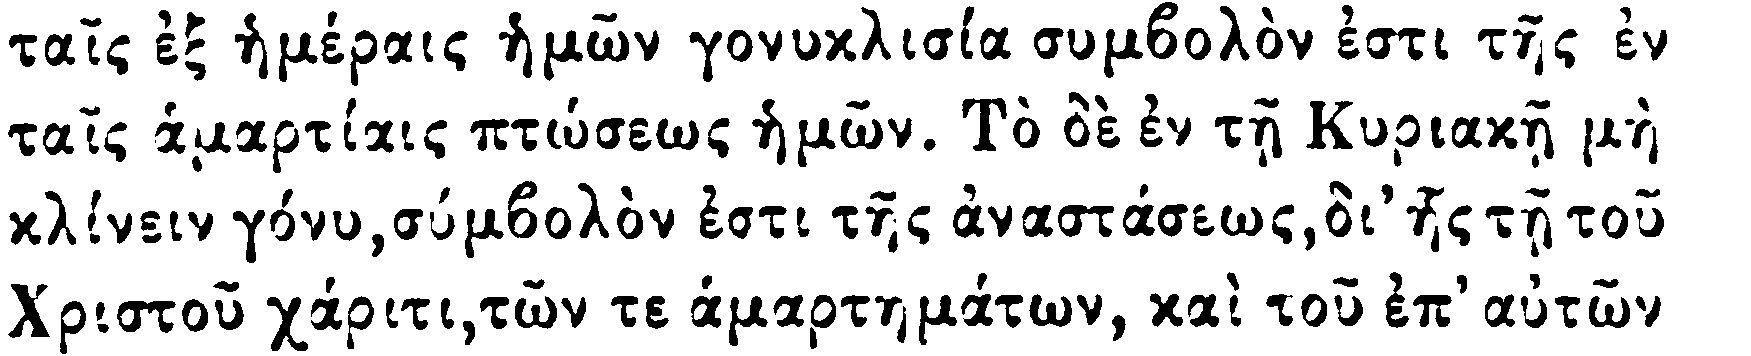 ταῖς ἐξ ἡμέραις ἡμῶν γονυκλισία συμβολὸν ἐστι τῆς ἐν
ταῖς ἁμαρτίαις πτώσεως ἡμῶν. Τὸ δὲ ἐν τῇ Κυριακῇ μὴ
κλίνειν γόνυ, σύμβολὸν ἐστι τῆς ἀναστάσεως, δι’ ἧς τῇ τοῦ
Χριστοῦ χάριτι, τῶν τε ἁμαρτημάτων, καὶ τοῦ ἐπ’ αὐτῶν